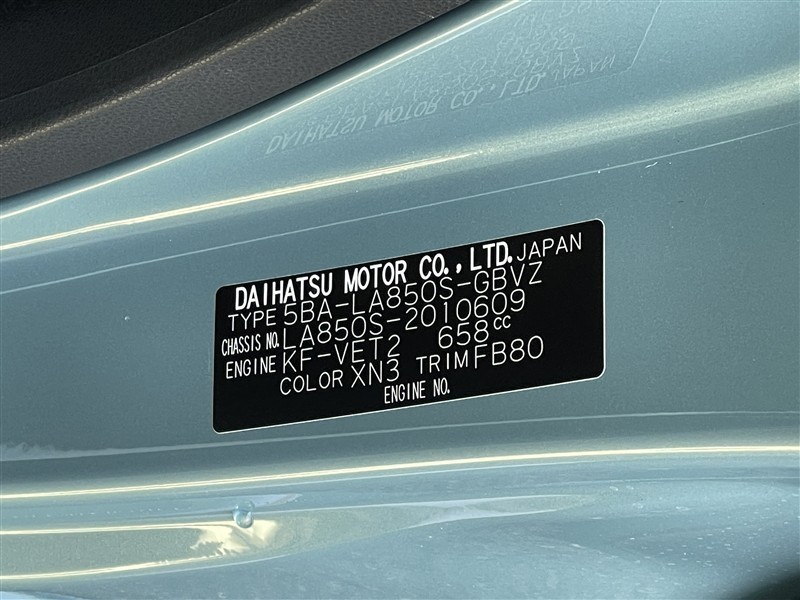 DAIHATSU MOTOR CO., LTD. JAPAN
TYPE 5BA-LA850S-GBVZ
CHASSIS NO. LA850S-2010609
ENGINE KF-VET2 658cc
COLOR XN3 TRIM FB80
ENGINE NO.